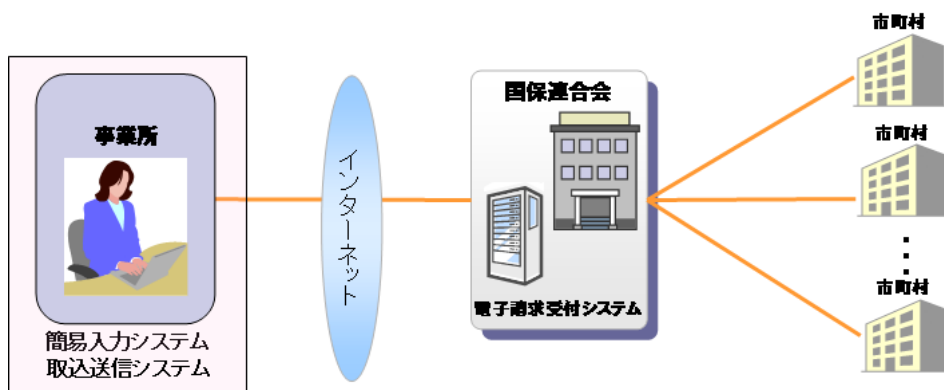 事業所
簡易入力システム
取込送信システム
インターネット
国保連合会
電子請求受付システム
市町村
市町村
市町村